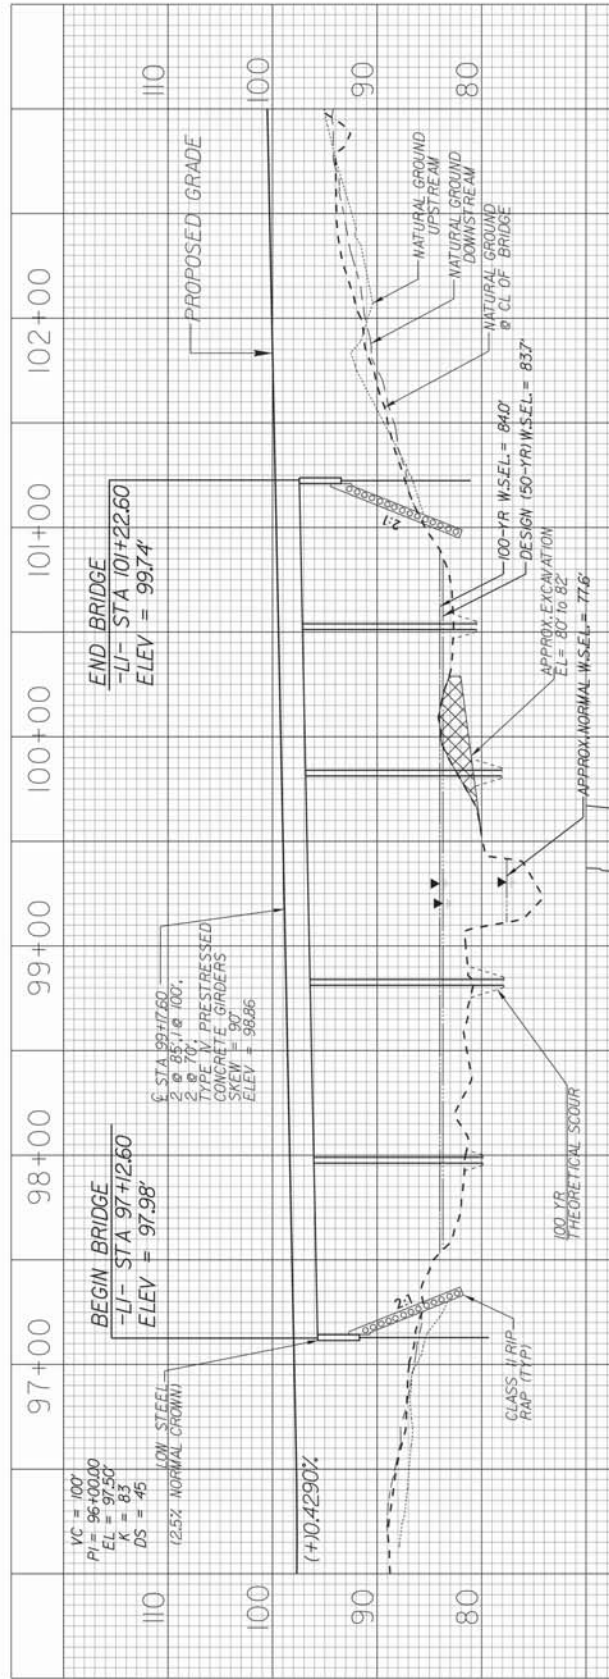 97+00
98+00
99+00
100+00
101+00
102+00
110
100
90
80
110
100
90
80
VC = 100'
PI = 96+00.00
EL = 97.50'
K = 83
DS = 45
LOW STEEL
(2.5% NORMAL CROWN)
(+)0.4290%
BEGIN BRIDGE
-L1- STA 97+12.60
ELEV = 97.98'
℄ STA 99+17.60
2 @ 85', 1 @ 100',
2 @ 70',
TYPE IV PRESTRESSED
CONCRETE GIRDERS
SKEW = 90°
ELEV = 98.86
END BRIDGE
-L1- STA 101+22.60
ELEV = 99.74'
PROPOSED GRADE
2:1
2:1
CLASS II RIP
RAP (TYP)
100 YR
THEORETICAL SCOUR
APPROX. NORMAL W.S.EL. = 77.6'
APPROX. EXCAVATION
EL = 80' to 82'
DESIGN (50-YR) W.S.EL. = 83.7'
100-YR W.S.EL. = 84.0'
NATURAL GROUND
@ CL OF BRIDGE
NATURAL GROUND
DOWNSTREAM
NATURAL GROUND
UPSTREAM